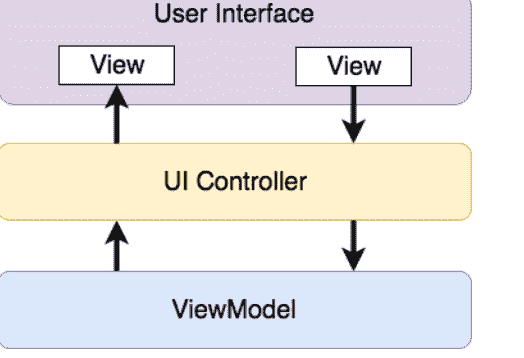 User Interface
View
View
UI Controller
ViewModel